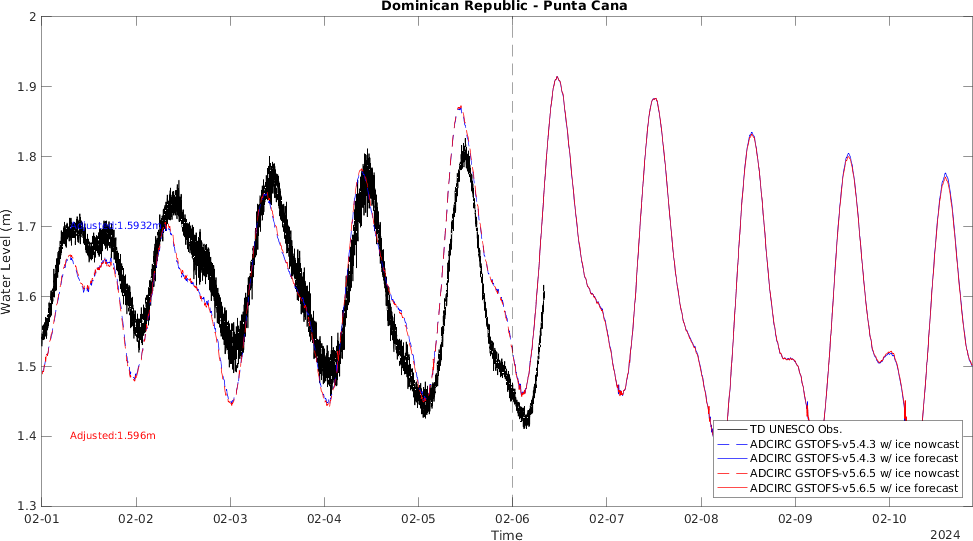 Dominican Republic - Punta Cana
2
1.9
1.8
1.7
1.6
1.5
1.4
1.3
Water Level (m)
Adjusted:1.5932m
Adjusted:1.596m
TD UNESCO Obs.
ADCIRC GSTOFS-v5.4.3 w/ ice nowcast
ADCIRC GSTOFS-v5.4.3 w/ ice forecast
ADCIRC GSTOFS-v5.6.5 w/ ice nowcast
ADCIRC GSTOFS-v5.6.5 w/ ice forecast
02-01 02-02 02-03 02-04 02-05 02-06 02-07 02-08 02-09 02-10
Time
2024